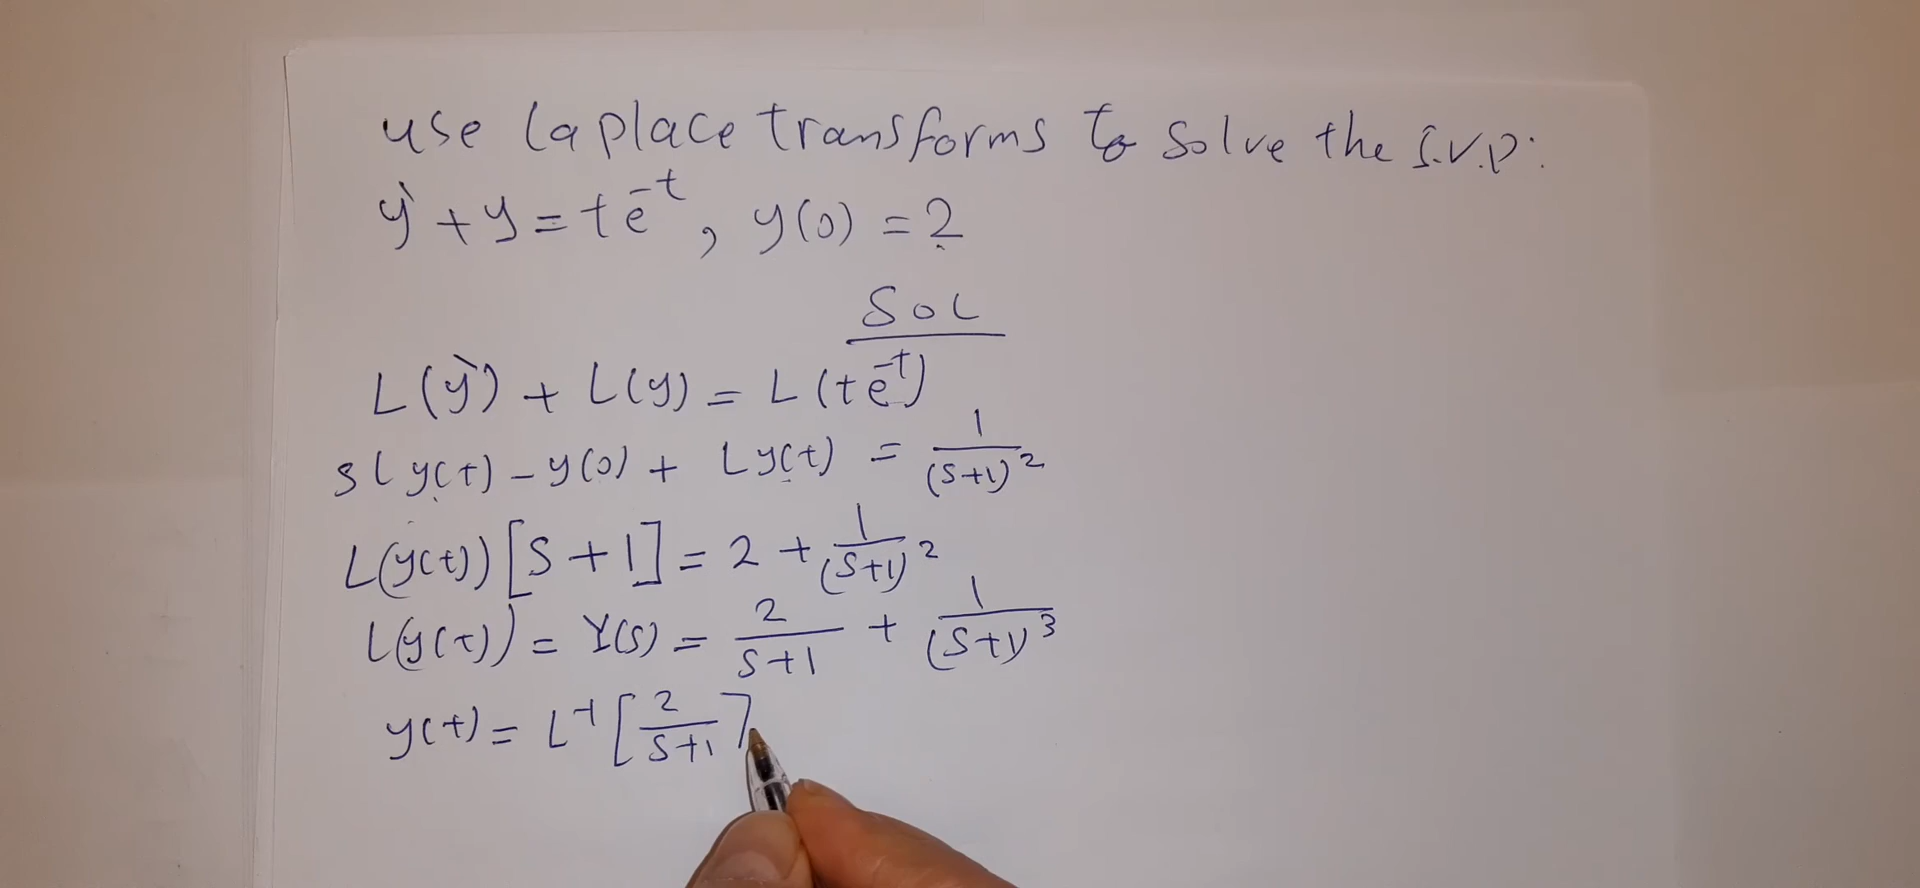 use Laplace transforms to solve the I.V.P:
y' + y = te^-t, y(0) = 2
SOL
L(y') + L(y) = L(te^-t)
sLy(t) - y(0) + Ly(t) = 1/(s+1)^2
L(y(t))[S+1] = 2 + 1/(s+1)^2
L(y(t)) = Y(s) = 2/s+1 + 1/(s+1)^3
y(t) = L^-1[2/s+1]